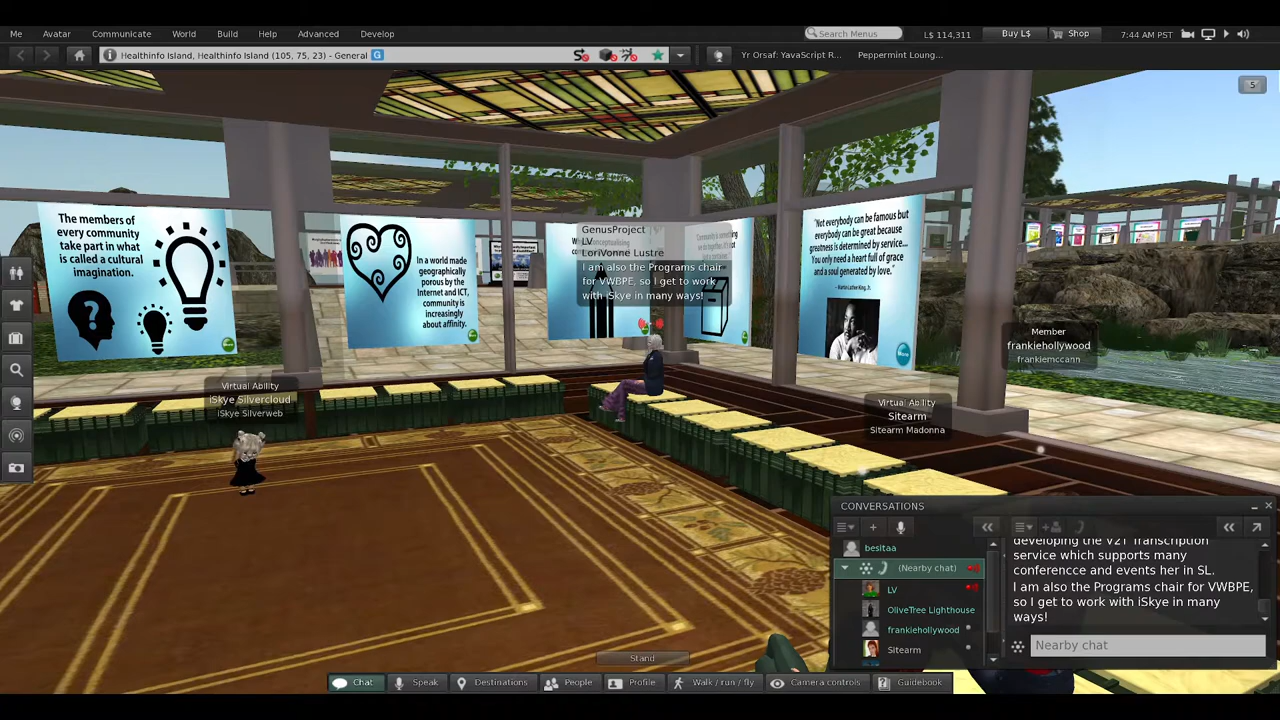 Me Avatar Communicate World Build Help Advanced Develop
Search Menus
L$ 114,311
Buy L$
Shop
7:44 AM PST
Healthinfo Island, Healthinfo Island (105, 75, 23) - General G
Yr Orsaf: YavaScript R...
Peppermint Loung...
5
The members of
every community
take part in what
is called a cultural
imagination.
?
In a world made
geographically
porous by the
Internet and ICT,
community is
increasingly
about affinity.
GenusProject
LV
LoriVonne Lustre
I am also the Programs chair
for VWBPE, so I get to work
with iSkye in many ways!
"Not everybody can be famous but
everybody can be great because
greatness is determined by service...
You only need a heart full of grace
and a soul generated by love."
Virtual Ability
iSkye Silvercloud
iSkye Silverweb
Member
frankiehollywood
frankiemccann
Virtual Ability
Sitearm
Sitearm Madonna
CONVERSATIONS
besitaa
(Nearby chat)
LV
OliveTree Lighthouse
frankiehollywood
Sitearm
developing the V2T Transcription
service which supports many
conferencce and events her in SL.
I am also the Programs chair for VWBPE,
so I get to work with iSkye in many
ways!
Nearby chat
Stand
Chat Speak Destinations People Profile Walk / run / fly Camera controls Guidebook